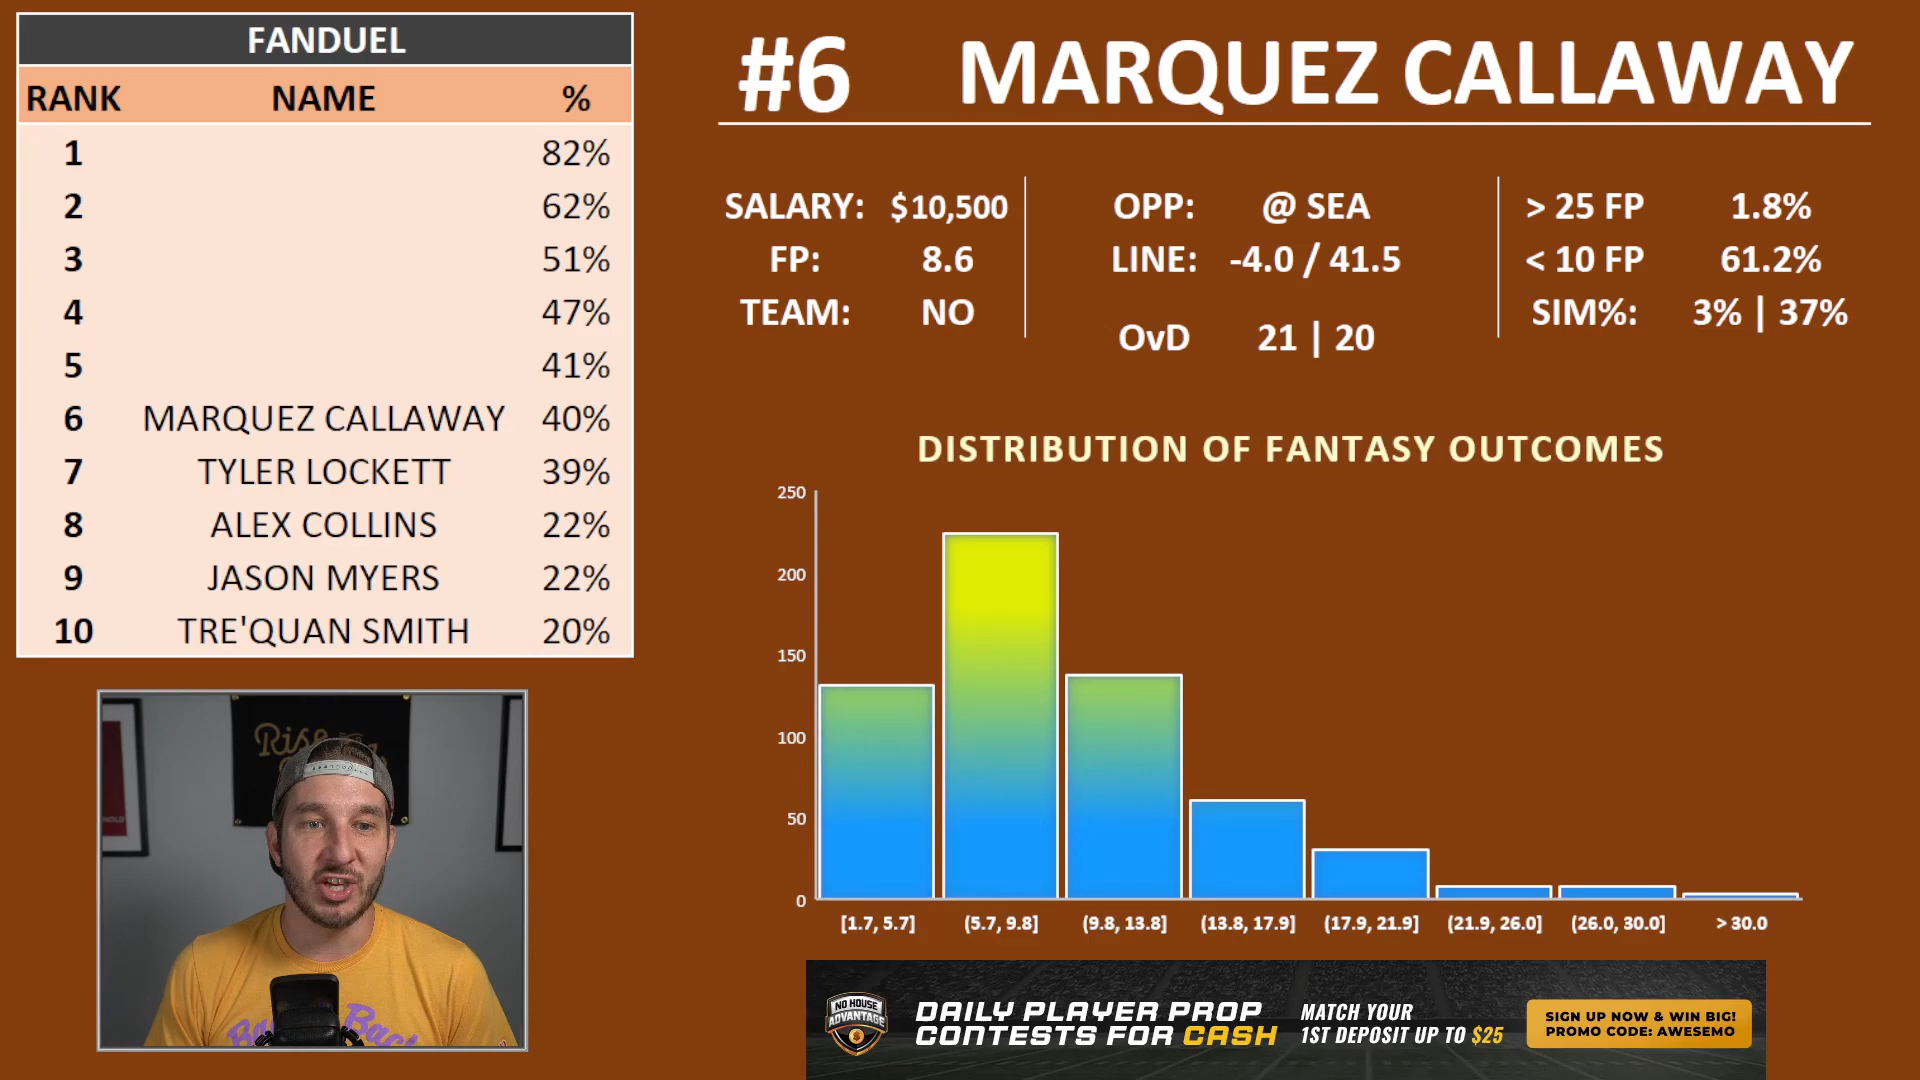 FANDUEL
RANK NAME %
1 82%
2 62%
3 51%
4 47%
5 41%
6 MARQUEZ CALLAWAY 40%
7 TYLER LOCKETT 39%
8 ALEX COLLINS 22%
9 JASON MYERS 22%
10 TRE'QUAN SMITH 20%
#6 MARQUEZ CALLAWAY
SALARY: $10,500
FP: 8.6
TEAM: NO
OPP: @ SEA
LINE: -4.0 / 41.5
OvD 21 | 20
> 25 FP 1.8%
< 10 FP 61.2%
SIM%: 3% | 37%
DISTRIBUTION OF FANTASY OUTCOMES
250
200
150
100
50
0
[1.7, 5.7] (5.7, 9.8] (9.8, 13.8] (13.8, 17.9] (17.9, 21.9] (21.9, 26.0] (26.0, 30.0] > 30.0
Rise
NO HOUSE
ADVANTAGE
DAILY PLAYER PROP
CONTESTS FOR CASH
MATCH YOUR
1ST DEPOSIT UP TO $25
SIGN UP NOW & WIN BIG!
PROMO CODE: AWESEMO